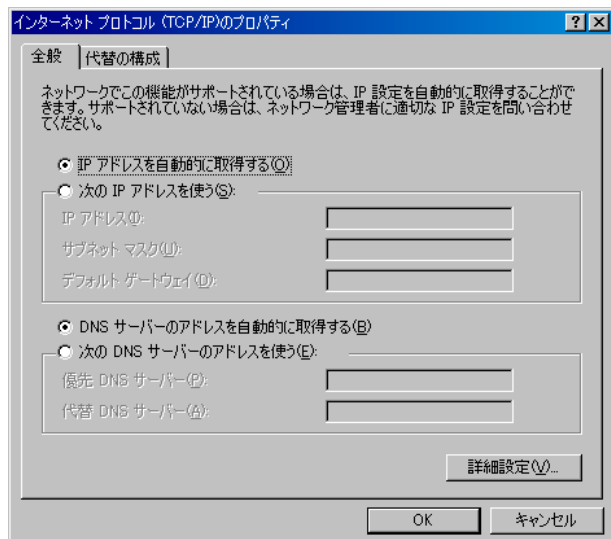 インターネット プロトコル (TCP/IP)のプロパティ
全般
代替の構成
ネットワークでこの機能がサポートされている場合は、IP 設定を自動的に取得することがで
きます。サポートされていない場合は、ネットワーク管理者に適切な IP 設定を問い合わせ
てください。
IP アドレスを自動的に取得する(O)
次の IP アドレスを使う(S):
IP アドレス(I):
サブネット マスク(U):
デフォルト ゲートウェイ(D):
DNS サーバーのアドレスを自動的に取得する(B)
次の DNS サーバーのアドレスを使う(E):
優先 DNS サーバー(P):
代替 DNS サーバー(A):
詳細設定(V)...
OK
キャンセル